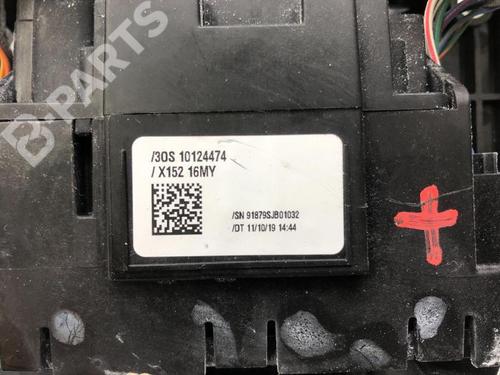 B-PARTS
/3OS 10124474
/ X152 16MY
/SN 91879SJB01032
/DT 11/10/19 14:44